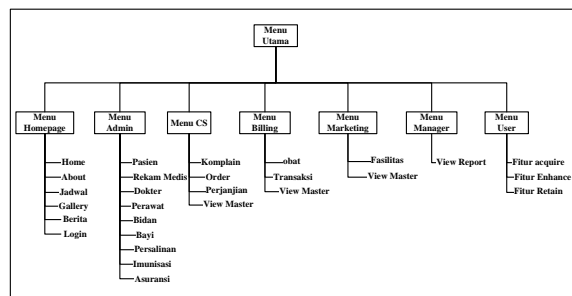 Menu
Utama
Menu
Homepage
Home
About
Jadwal
Gallery
Berita
Login
Menu
Admin
Pasien
Rekam Medis
Dokter
Perawat
Bidan
Bayi
Persalinan
Imunisasi
Asuransi
Menu CS
Komplain
Order
Perjanjian
View Master
Menu
Billing
obat
Transaksi
View Master
Menu
Marketing
Fasilitas
View Master
Menu
Manager
View Report
Menu
User
Fitur acquire
Fitur Enhance
Fitur Retain